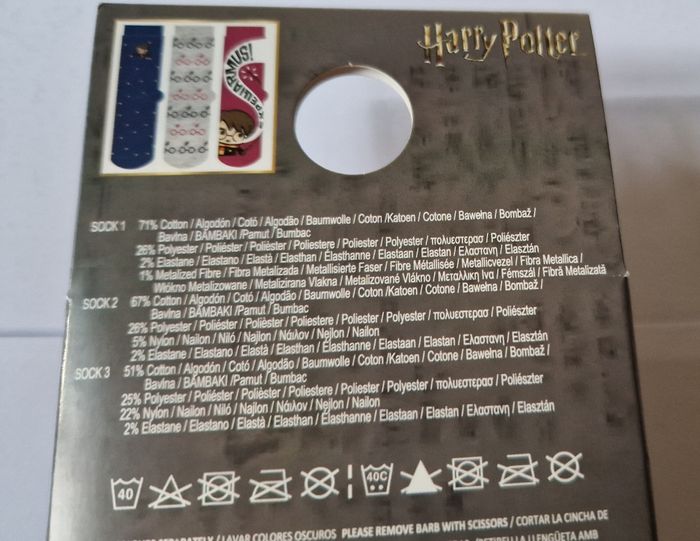 Harry Potter
EXPELLIARMUS!
SOCK 1 71% Cotton / Algodón / Cotó / Algodão / Baumwolle / Coton /Katoen / Cotone / Bawełna / Bombaž /
Bavlna / BAMBAKI /Pamut / Bumbac
26% Polyester / Poliéster / Polièster / Poliestere / Poliester / Polyester / πολυεστερας / Poliészter
2% Elastane / Elastano / Elastà / Elasthan / Élasthanne / Elastaan / Elastan / Ελαστανη / Elasztán
1% Metalized Fibre / Fibra Metalizada / Metallisierte Faser / Fibre Métallisée / Metallicvezel / Fibra Metallica /
Włókno Metalizowane / Metalizirana Vlakna / Metalizované Vlákno / Μεταλλικη Ινα / Fémszál / Fibră Metalizată
SOCK 2 67% Cotton / Algodón / Cotó / Algodão / Baumwolle / Coton /Katoen / Cotone / Bawełna / Bombaž /
Bavlna / BAMBAKI /Pamut / Bumbac
26% Polyester / Poliéster / Polièster / Poliestere / Poliester / Polyester / πολυεστερας / Poliészter
5% Nylon / Nailon / Niló / Najlon / Νάιλον / Nejlon / Nailon
2% Elastane / Elastano / Elastà / Elasthan / Élasthanne / Elastaan / Elastan / Ελαστανη / Elasztán
SOCK 3 51% Cotton / Algodón / Cotó / Algodão / Baumwolle / Coton /Katoen / Cotone / Bawełna / Bombaž /
Bavlna / BAMBAKI /Pamut / Bumbac
25% Polyester / Poliéster / Polièster / Poliestere / Poliester / Polyester / πολυεστερας / Poliészter
22% Nylon / Nailon / Niló / Najlon / Νάιλον / Nejlon / Nailon
2% Elastane / Elastano / Elastà / Elasthan / Élasthanne / Elastaan / Elastan / Ελαστανη / Elasztán
40 40C
SEPARATELY / LAVAR COLORES OSCUROS PLEASE REMOVE BARB WITH SCISSORS / CORTAR LA CINCHA DE
LLENGÜETA AMB